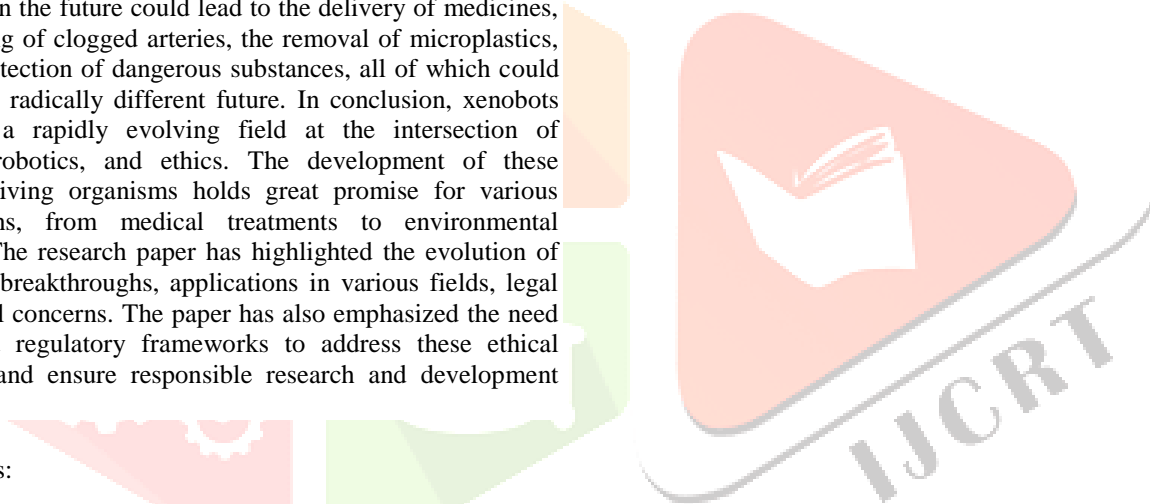 n the future could lead to the delivery of medicines,
g of clogged arteries, the removal of microplastics,
tection of dangerous substances, all of which could
radically different future. In conclusion, xenobots
a rapidly evolving field at the intersection of
robotics, and ethics. The development of these
iving organisms holds great promise for various
ns, from medical treatments to environmental
The research paper has highlighted the evolution of
breakthroughs, applications in various fields, legal
l concerns. The paper has also emphasized the need
regulatory frameworks to address these ethical
and ensure responsible research and development
s:
IJCRT